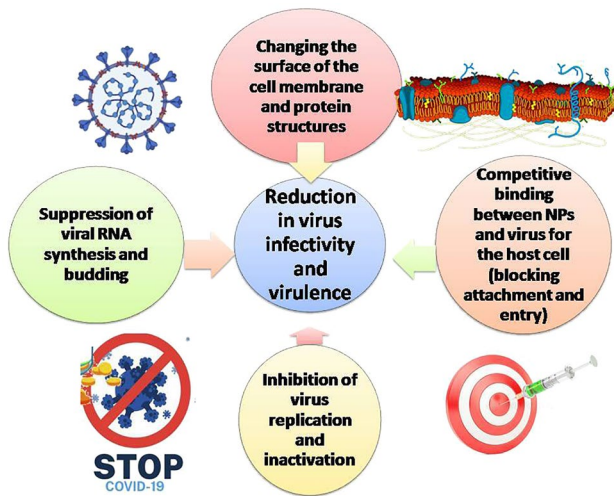 Changing the
surface of the
cell membrane
and protein
structures
Suppression of
viral RNA
synthesis and
budding
Reduction
in virus
infectivity
and
virulence
Competitive
binding
between NPs
and virus for
the host cell
(blocking
attachment and
entry)
Inhibition of
virus
replication
and
inactivation
STOP
COVID-19